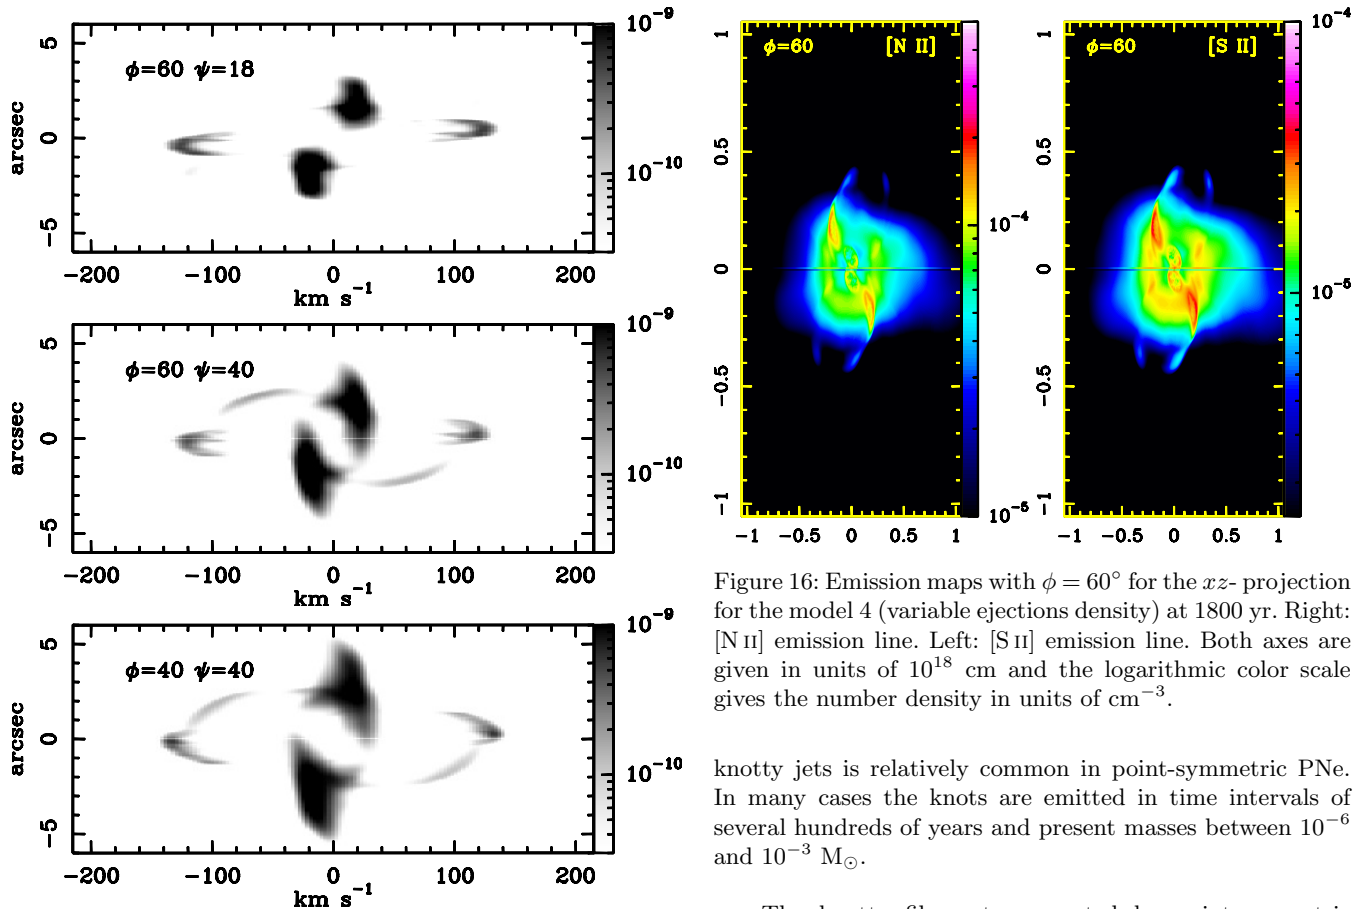 10⁻⁹
5
0
−5
arcsec
ϕ=60 ψ=18
10⁻¹⁰
−200 −100 0 100 200
km s⁻¹
10⁻⁹
5
0
−5
arcsec
ϕ=60 ψ=40
10⁻¹⁰
−200 −100 0 100 200
km s⁻¹
10⁻⁹
5
0
−5
arcsec
ϕ=40 ψ=40
10⁻¹⁰
−200 −100 0 100 200
km s⁻¹
1
0.5
0
−0.5
−1
ϕ=60 [N II]
10⁻⁴
10⁻⁵
−1 −0.5 0 0.5 1
1
0.5
0
−0.5
−1
ϕ=60 [S II]
10⁻⁴
10⁻⁵
−1 −0.5 0 0.5 1
Figure 16: Emission maps with ϕ = 60° for the xz- projection
for the model 4 (variable ejections density) at 1800 yr. Right:
[N II] emission line. Left: [S II] emission line. Both axes are
given in units of 10¹⁸ cm and the logarithmic color scale
gives the number density in units of cm⁻³.
knotty jets is relatively common in point-symmetric PNe.
In many cases the knots are emitted in time intervals of
several hundreds of years and present masses between 10⁻⁶
and 10⁻³ M☉.